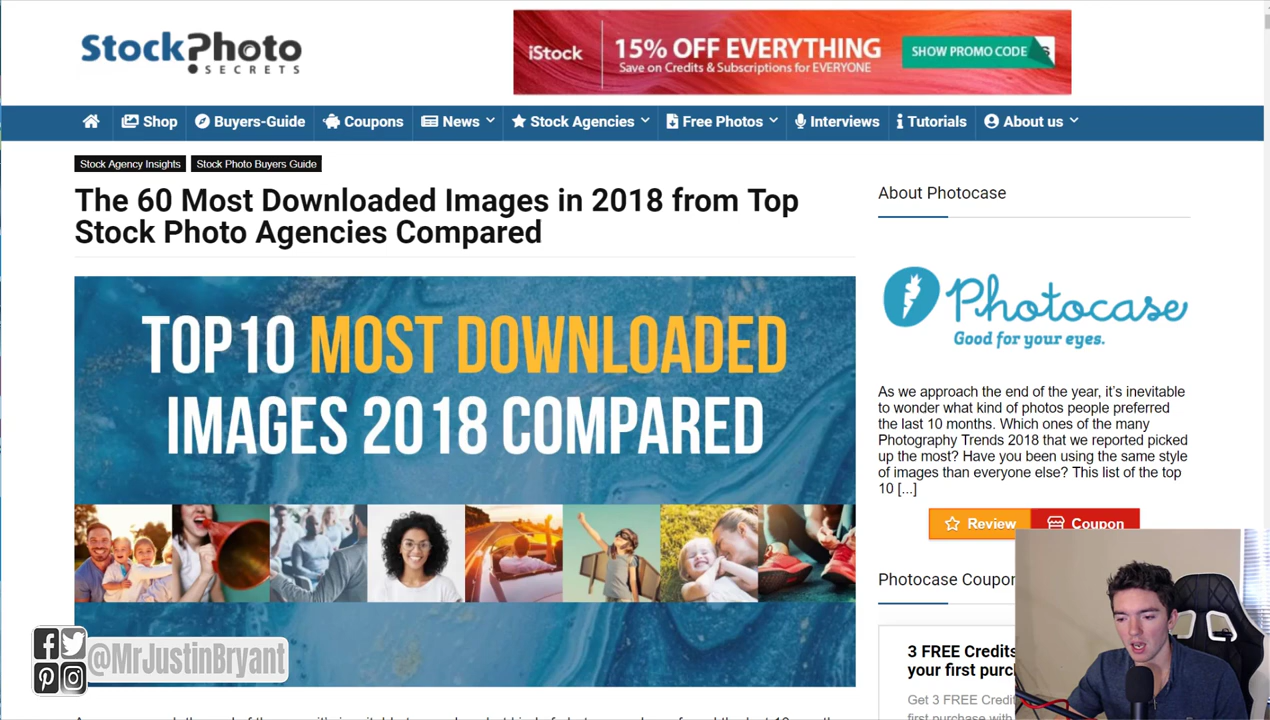 StockPhoto
SECRETS
iStock
15% OFF EVERYTHING
Save on Credits & Subscriptions for EVERYONE
SHOW PROMO CODE
Shop
Buyers-Guide
Coupons
News
Stock Agencies
Free Photos
Interviews
Tutorials
About us
Stock Agency Insights
Stock Photo Buyers Guide
The 60 Most Downloaded Images in 2018 from Top
Stock Photo Agencies Compared
TOP 10 MOST DOWNLOADED
IMAGES 2018 COMPARED
About Photocase
Photocase
Good for your eyes.
As we approach the end of the year, it's inevitable
to wonder what kind of photos people preferred
the last 10 months. Which ones of the many
Photography Trends 2018 that we reported picked
up the most? Have you been using the same style
of images than everyone else? This list of the top
10 [...]
Review
Coupon
Photocase Coupon
3 FREE Credits
your first purch
Get 3 FREE Credit
@MrJustinBryant